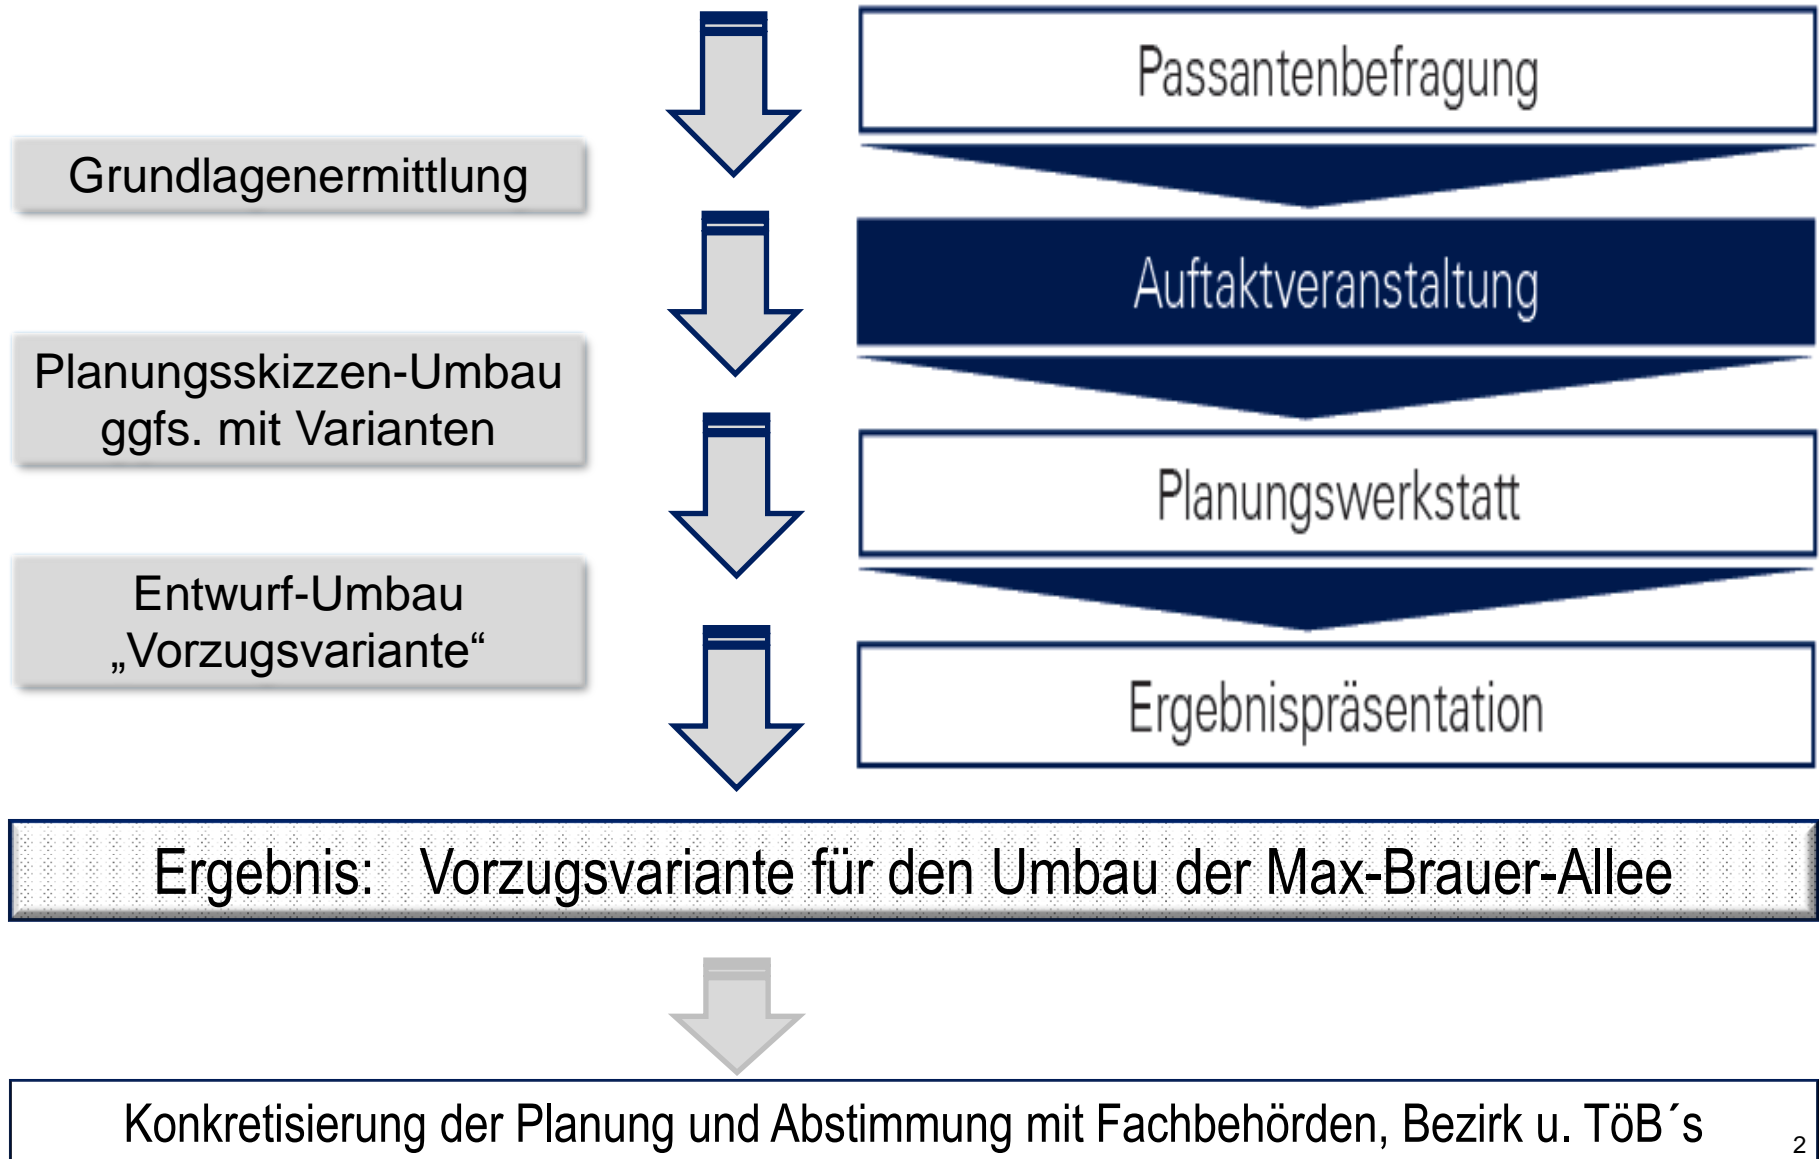 Passantenbefragung
Grundlagenermittlung
Auftaktveranstaltung
Planungsskizzen-Umbau
ggfs. mit Varianten
Planungswerkstatt
Entwurf-Umbau
„Vorzugsvariante“
Ergebnispräsentation
Ergebnis: Vorzugsvariante für den Umbau der Max-Brauer-Allee
Konkretisierung der Planung und Abstimmung mit Fachbehörden, Bezirk u. TöB´s
2